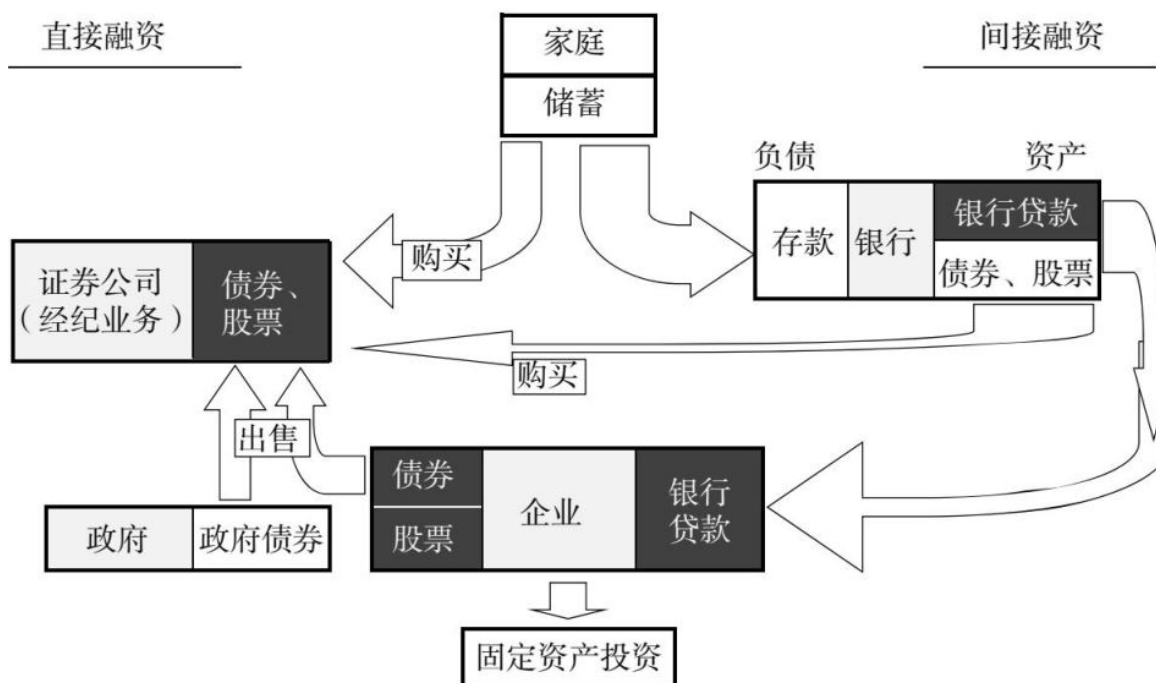 直接融资
家庭
间接融资
储蓄
负债
资产
存款
银行
银行贷款
债券、股票
购买
证券公司
（经纪业务）
债券、
股票
购买
出售
债券
股票
企业
银行
贷款
政府
政府债券
固定资产投资